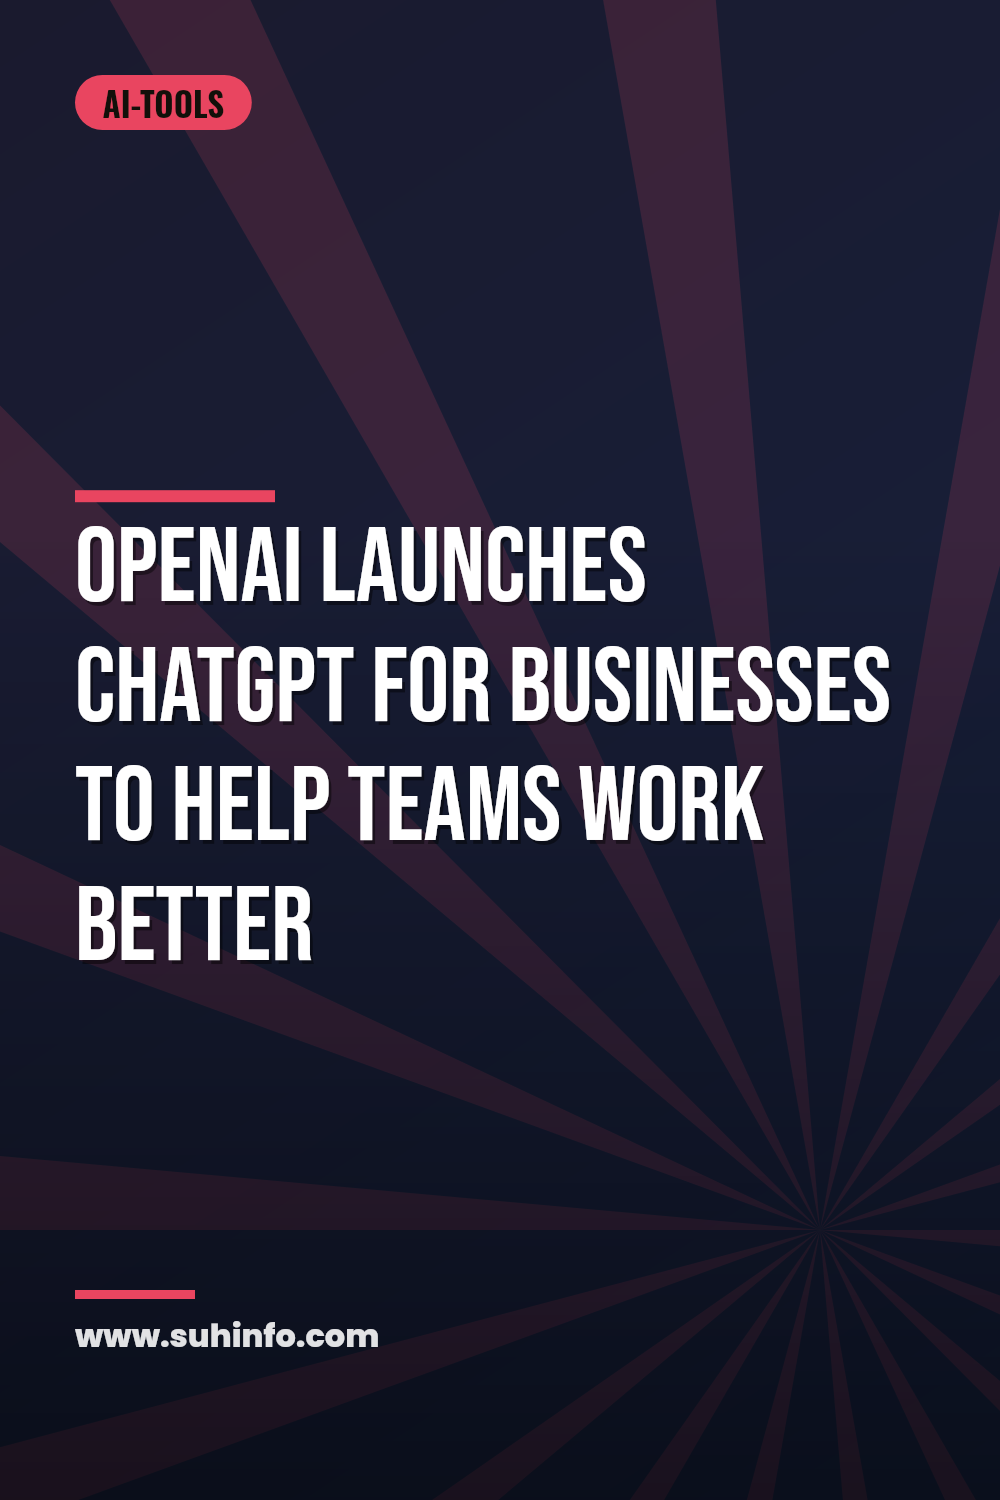 AI-TOOLS
OPENAI LAUNCHES
CHATGPT FOR BUSINESSES
TO HELP TEAMS WORK
BETTER
www.suhinfo.com